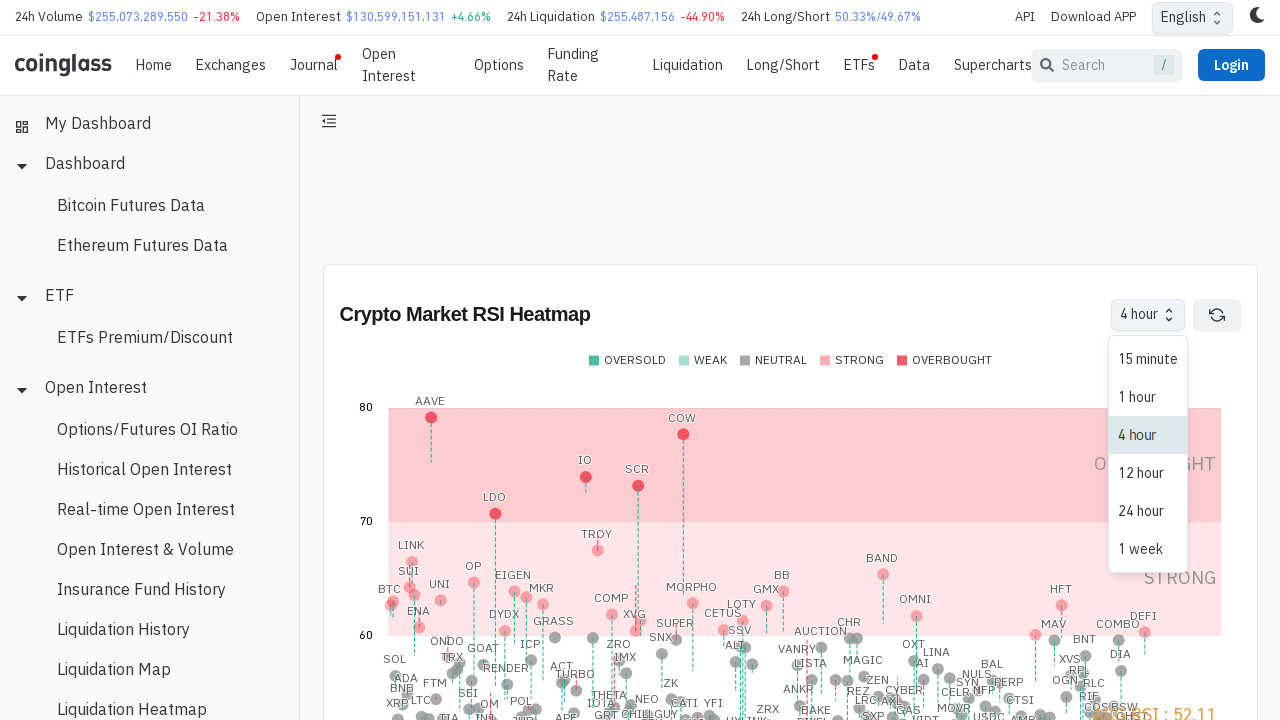 24h Volume $255,073,289,550 -21.38% Open Interest $130,599,151,131 +4.66% 24h Liquidation $255,487,156 -44.90% 24h Long/Short 50.33%/49.67% API Download APP English
coinglass Home Exchanges Journal Open Interest Options Funding Rate Liquidation Long/Short ETFs Data Supercharts Search / Login
My Dashboard
Dashboard
Bitcoin Futures Data
Ethereum Futures Data
ETF
ETFs Premium/Discount
Open Interest
Options/Futures OI Ratio
Historical Open Interest
Real-time Open Interest
Open Interest & Volume
Insurance Fund History
Liquidation History
Liquidation Map
Liquidation Heatmap
Crypto Market RSI Heatmap
4 hour
15 minute
1 hour
4 hour
12 hour
24 hour
1 week
OVERSOLD WEAK NEUTRAL STRONG OVERBOUGHT
80
AAVE
COW
IO
SCR
LDO
70
TROY
LINK
BAND
OP
SUI
EIGEN
BB
UNI
BTC
MKR
MORPHO
GMX
HFT
STRONG
COMP
OMNI
LOTY
ENA
DYDX
XVG
CETUS
DEFI
GRASS
SUPER
CHR
MAV
COMBO
60
AUCTION
SSV
ONDO
SNX
BNT
GOAT
ICP
ZRO
ALT
OXT
VANRY
LINA
SOL
TRX
IMX
LISTA
MAGIC
AI
XVS
DIA
RENDER
ACT
BAL
ADA
TURBO
NULS
RPL
FTM
ZK
ZEN
SYN
PERP
OGN
RLC
BNB
SEI
THETA
ANKR
REZ
CYBER
CELR
NFP
RIF
XRP
LTC
OM
POL
IOTA
NEO
CATI
YFI
LRC
AXL
CTSI
ZRX
BAKE
GAS
MOVR
COS
BSW
TIA
INJ
APE
GRT
CHILLGUY
SXP
USDC